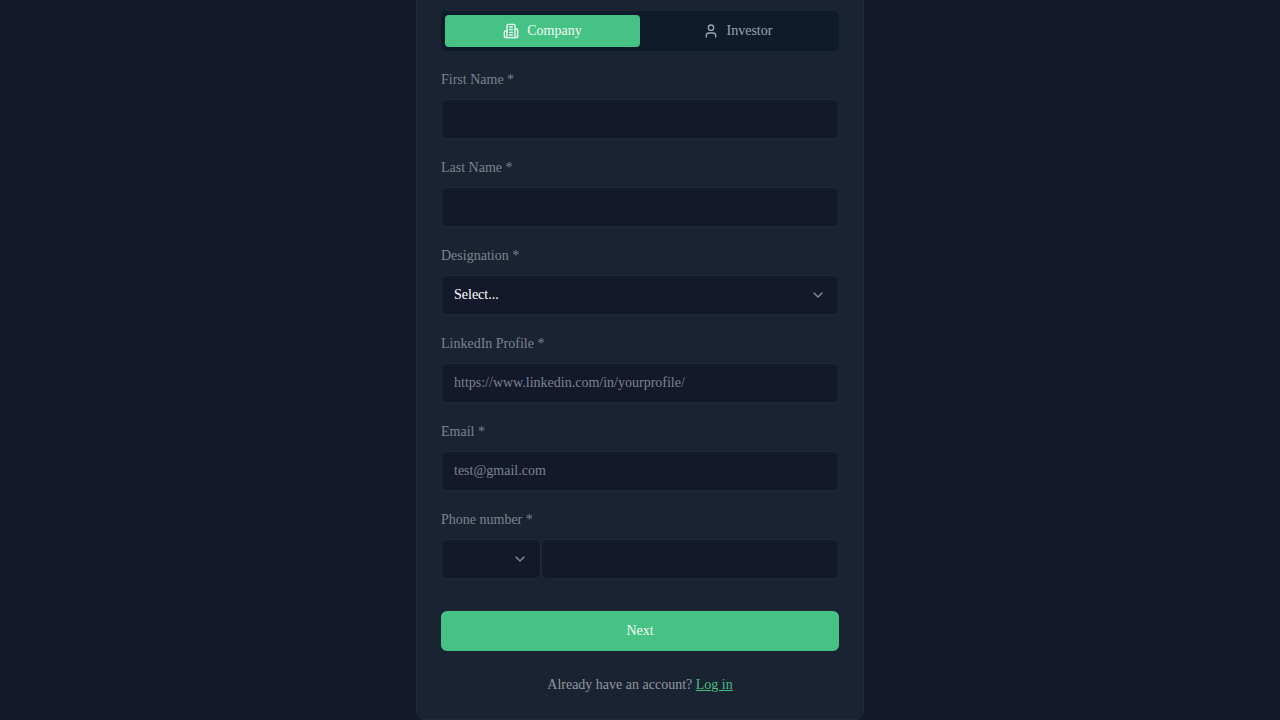 Company
Investor
First Name *
Last Name *
Designation *
Select...
LinkedIn Profile *
https://www.linkedin.com/in/yourprofile/
Email *
test@gmail.com
Phone number *
Next
Already have an account? Log in